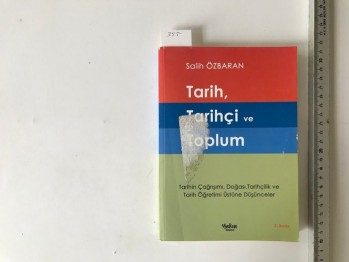 Salih ÖZBARAN
Tarih,
Tarihçi ve
Toplum
Tarihin Çağrışımı, Doğası,Tarihçilik ve
Tarih Öğretimi Üstüne Düşünceler